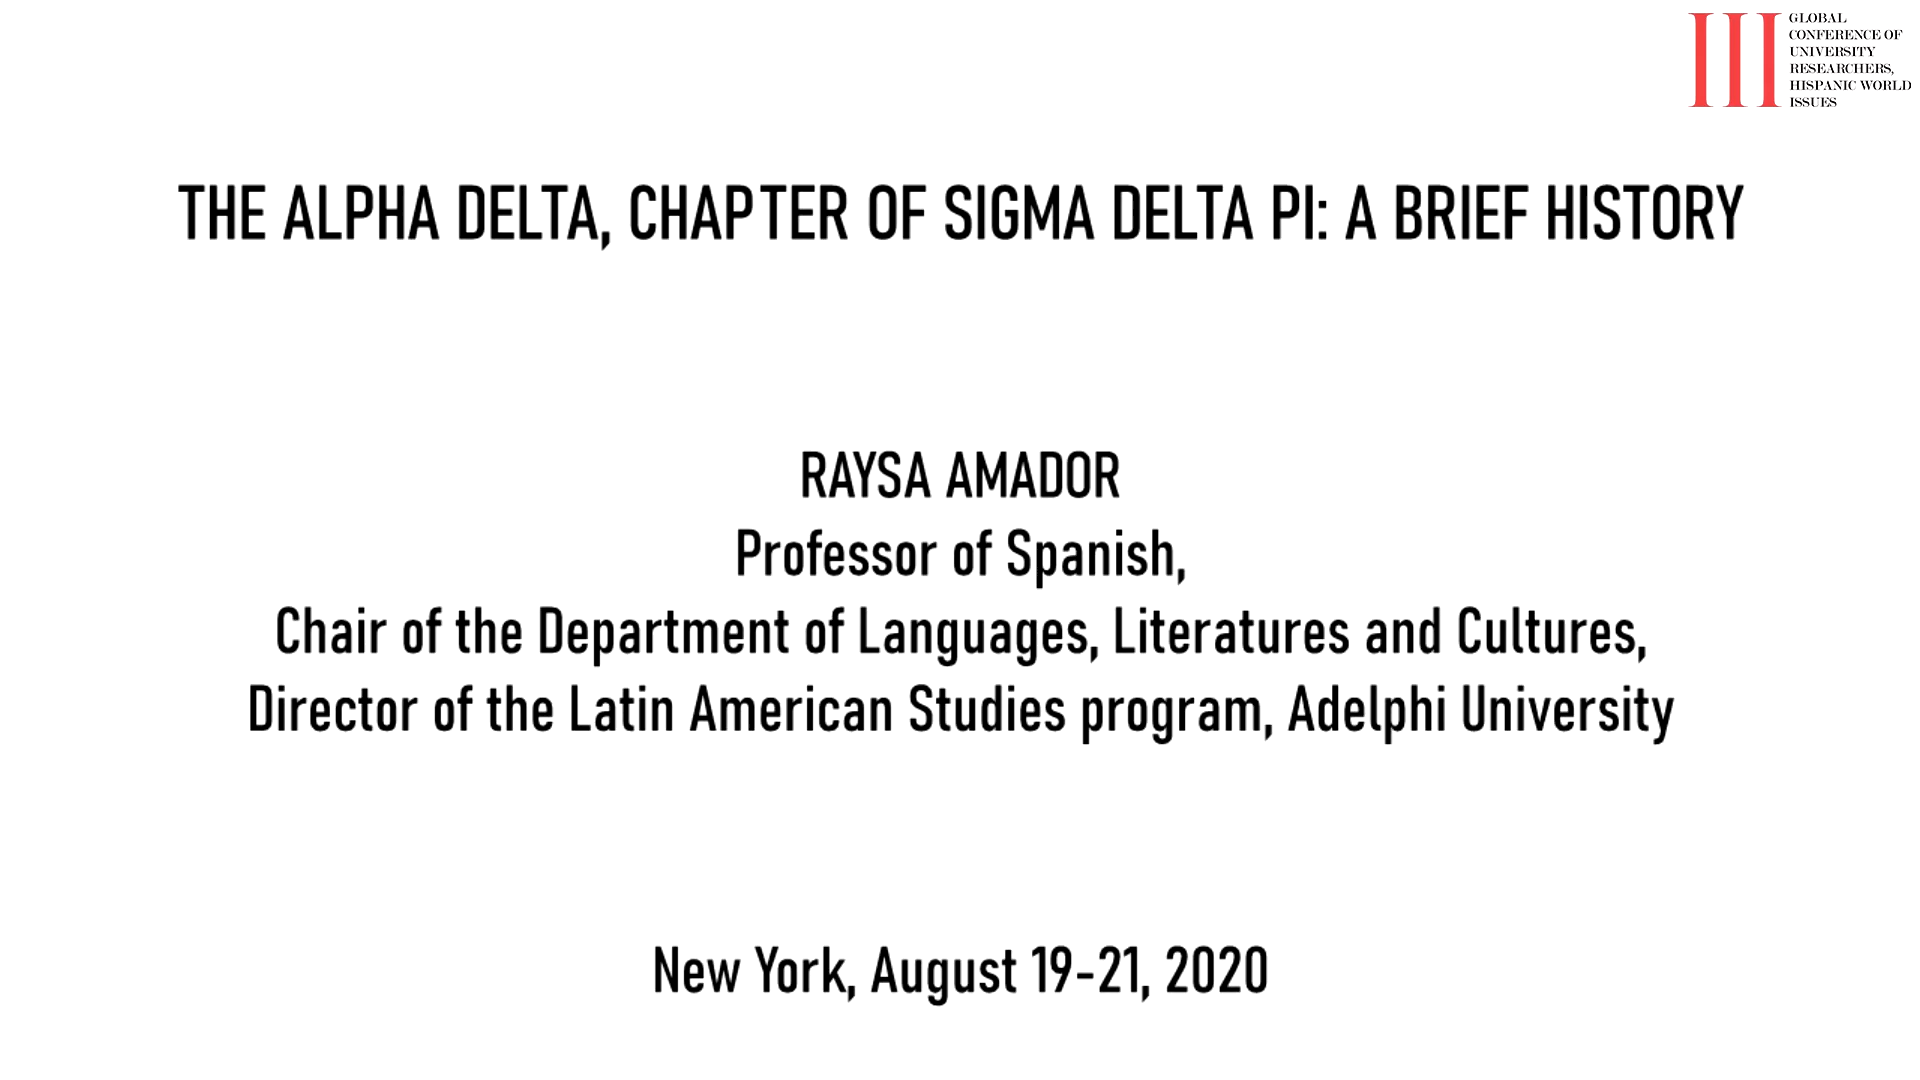 III
GLOBAL
CONFERENCE OF
UNIVERSITY
RESEARCHERS,
HISPANIC WORLD
ISSUES
THE ALPHA DELTA, CHAPTER OF SIGMA DELTA PI: A BRIEF HISTORY
RAYSA AMADOR
Professor of Spanish,
Chair of the Department of Languages, Literatures and Cultures,
Director of the Latin American Studies program, Adelphi University
New York, August 19-21, 2020